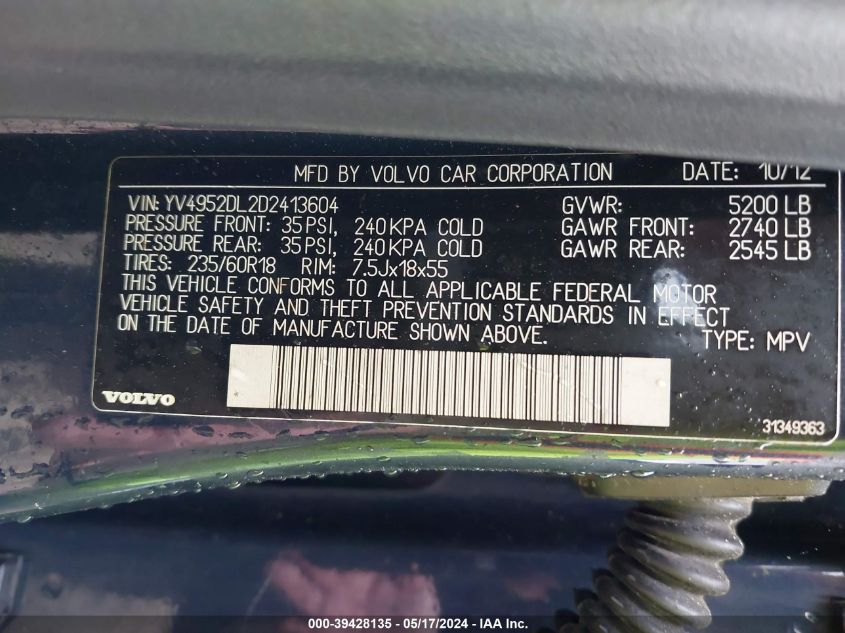 MFD BY VOLVO CAR CORPORATION DATE: 10/12
VIN: YV4952DL2D2413604 GVWR: 5200 LB
PRESSURE FRONT: 35 PSI, 240 KPA COLD GAWR FRONT: 2740 LB
PRESSURE REAR: 35 PSI, 240 KPA COLD GAWR REAR: 2545 LB
TIRES: 235/60R18 RIM: 7.5Jx18x55
THIS VEHICLE CONFORMS TO ALL APPLICABLE FEDERAL MOTOR
VEHICLE SAFETY AND THEFT PREVENTION STANDARDS IN EFFECT
ON THE DATE OF MANUFACTURE SHOWN ABOVE. TYPE: MPV
VOLVO
31349363
000-39428135 - 05/17/2024 - IAA Inc.